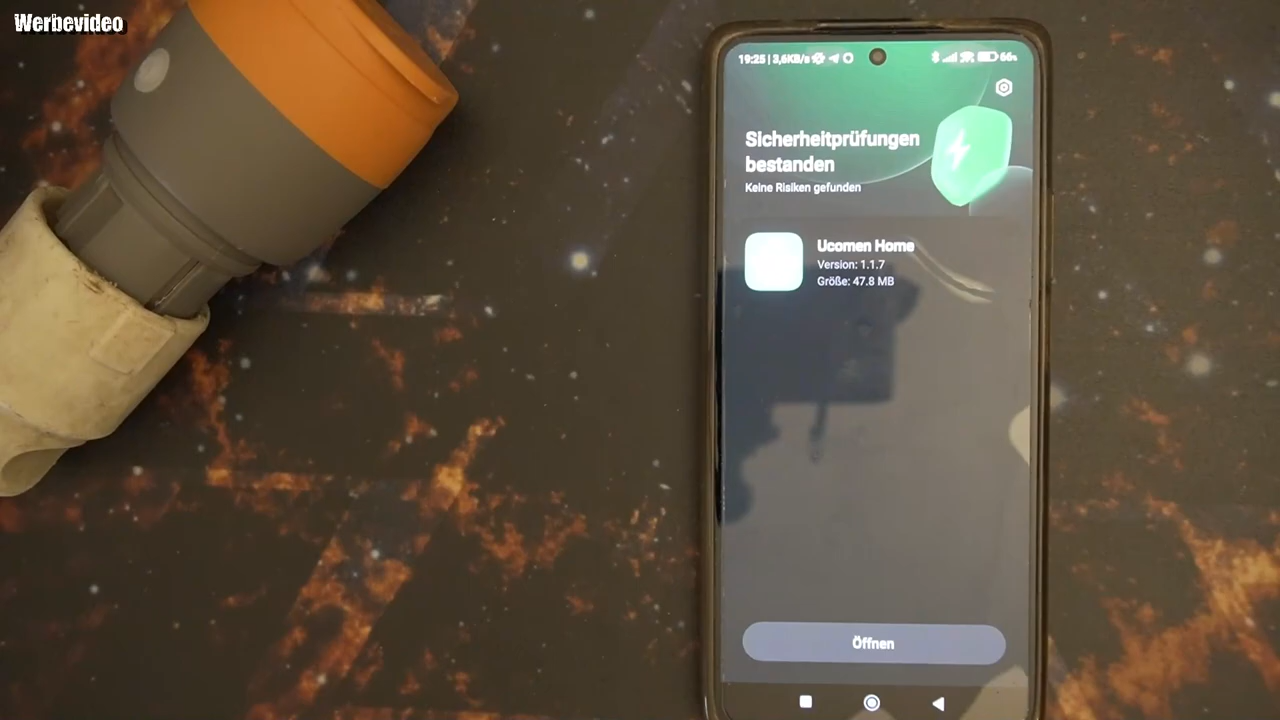 Werbevideo
19:25 | 3,6KB/s
66%
Sicherheitprüfungen
bestanden
Keine Risiken gefunden
Ucomen Home
Version: 1.1.7
Größe: 47.8 MB
Öffnen